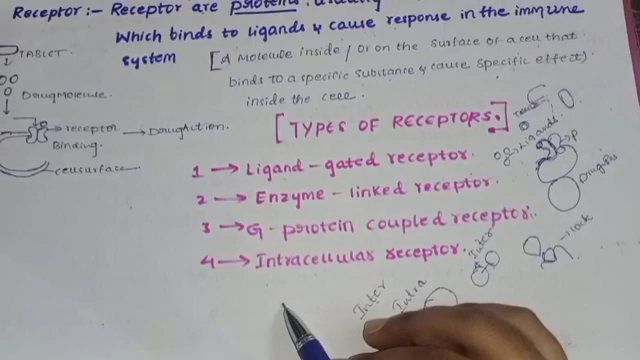 Receptor :- Receptor are proteins
Which binds to ligands & cause response in the immune
system [A Molecule inside / Or on the Surface of a cell that
binds to a specific Substance & cause Specific effect)
inside the cell
TABLET
Drug Molecule
receptor → Drug Action.
Binding
Cell surface
[TYPES OF RECEPTORS.]
1 → Ligand-gated receptor.
2 → Enzyme-linked receptor.
3 → G-protein coupled receptor.
4 → Intracellular receptor.
Ligands
P
lock
Inter
Inter
Intra